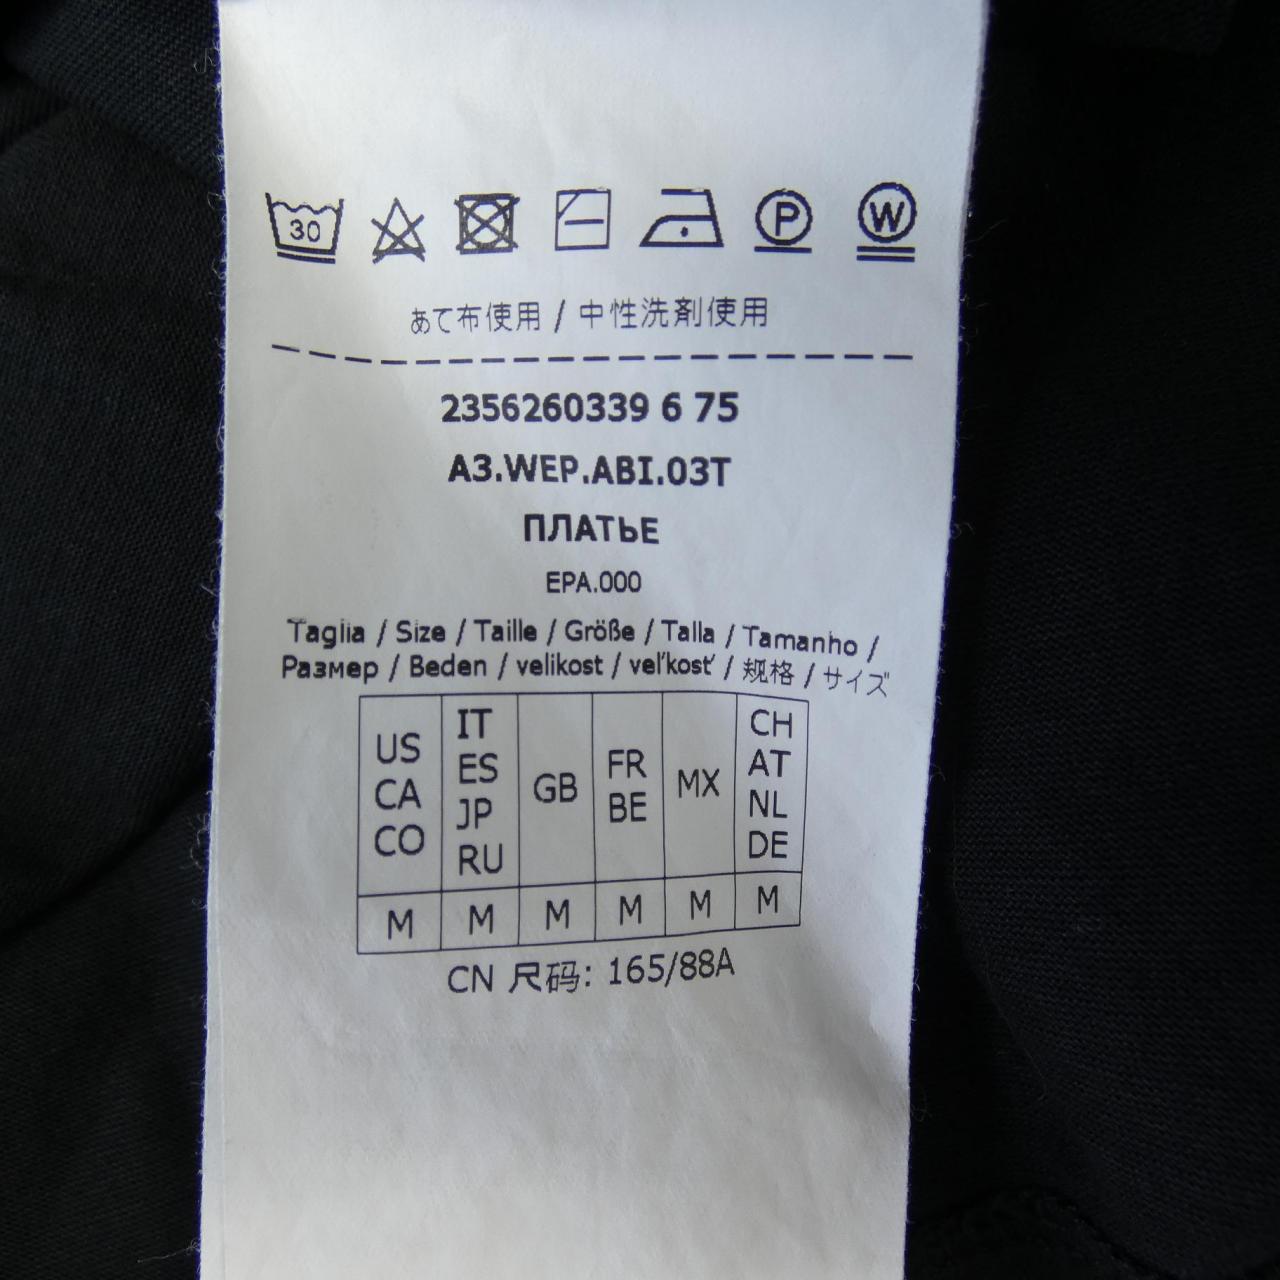 30 P W
あて布使用 / 中性洗剤使用
2356260339 6 75
A3.WEP.ABI.03T
ПЛАТЬЕ
EPA.000
Taglia / Size / Taille / Größe / Talla / Tamanho /
Размер / Beden / velikost / veľkosť / 规格 / サイズ
US CA CO IT ES JP RU GB FR BE MX CH AT NL DE
M M M M M M
CN 尺码: 165/88A